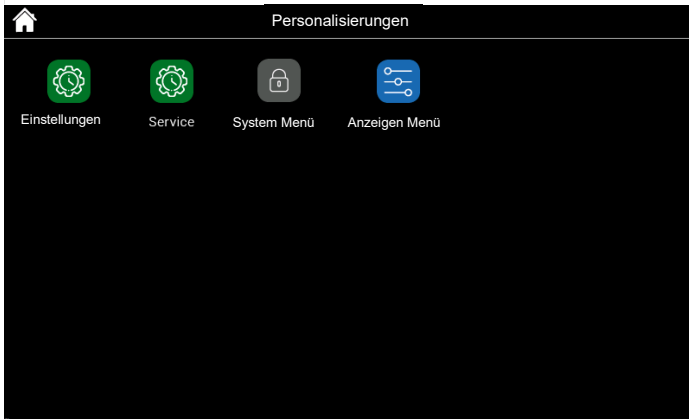 Personalisierungen
Einstellungen
Service
System Menü
Anzeigen Menü